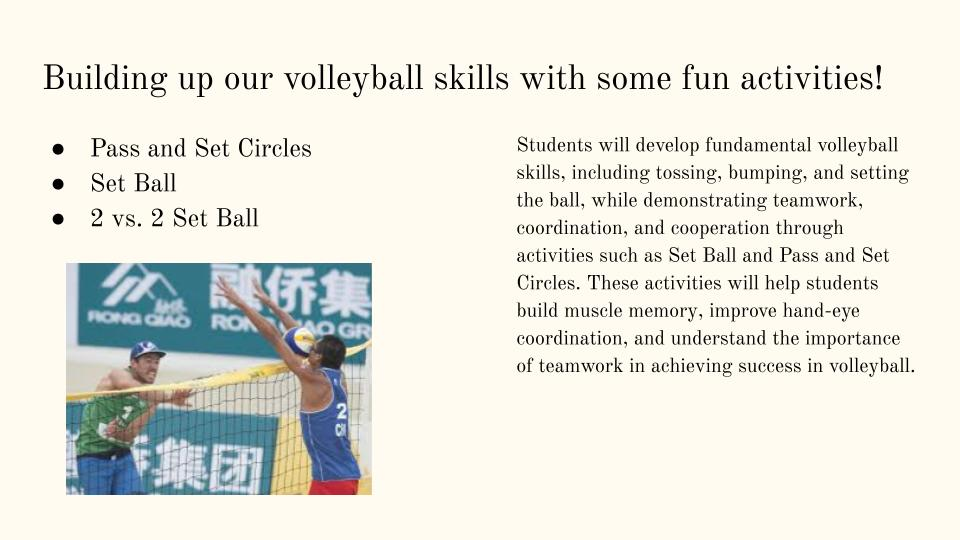 Building up our volleyball skills with some fun activities!
● Pass and Set Circles
● Set Ball
● 2 vs. 2 Set Ball
Students will develop fundamental volleyball
skills, including tossing, bumping, and setting
the ball, while demonstrating teamwork,
coordination, and cooperation through
activities such as Set Ball and Pass and Set
Circles. These activities will help students
build muscle memory, improve hand-eye
coordination, and understand the importance
of teamwork in achieving success in volleyball.
融侨集
RONG QIAO
RONG QIAO GR
2
1
侨集团